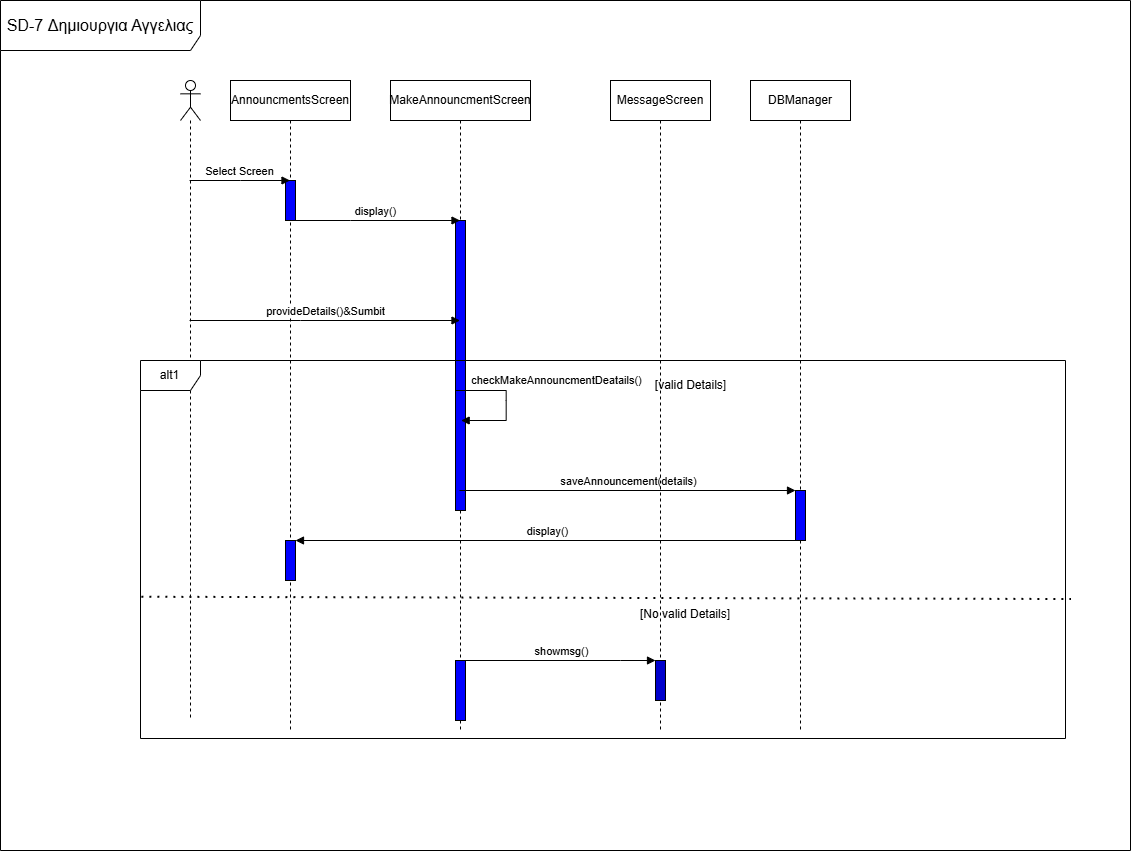 SD-7 Δημιουργια Αγγελιας
AnnouncmentsScreen
MakeAnnouncmentScreen
MessageScreen
DBManager
Select Screen
display()
provideDetails()&Sumbit
alt1
checkMakeAnnouncmentDeatails()
[valid Details]
saveAnnouncement(details)
display()
[No valid Details]
showmsg()